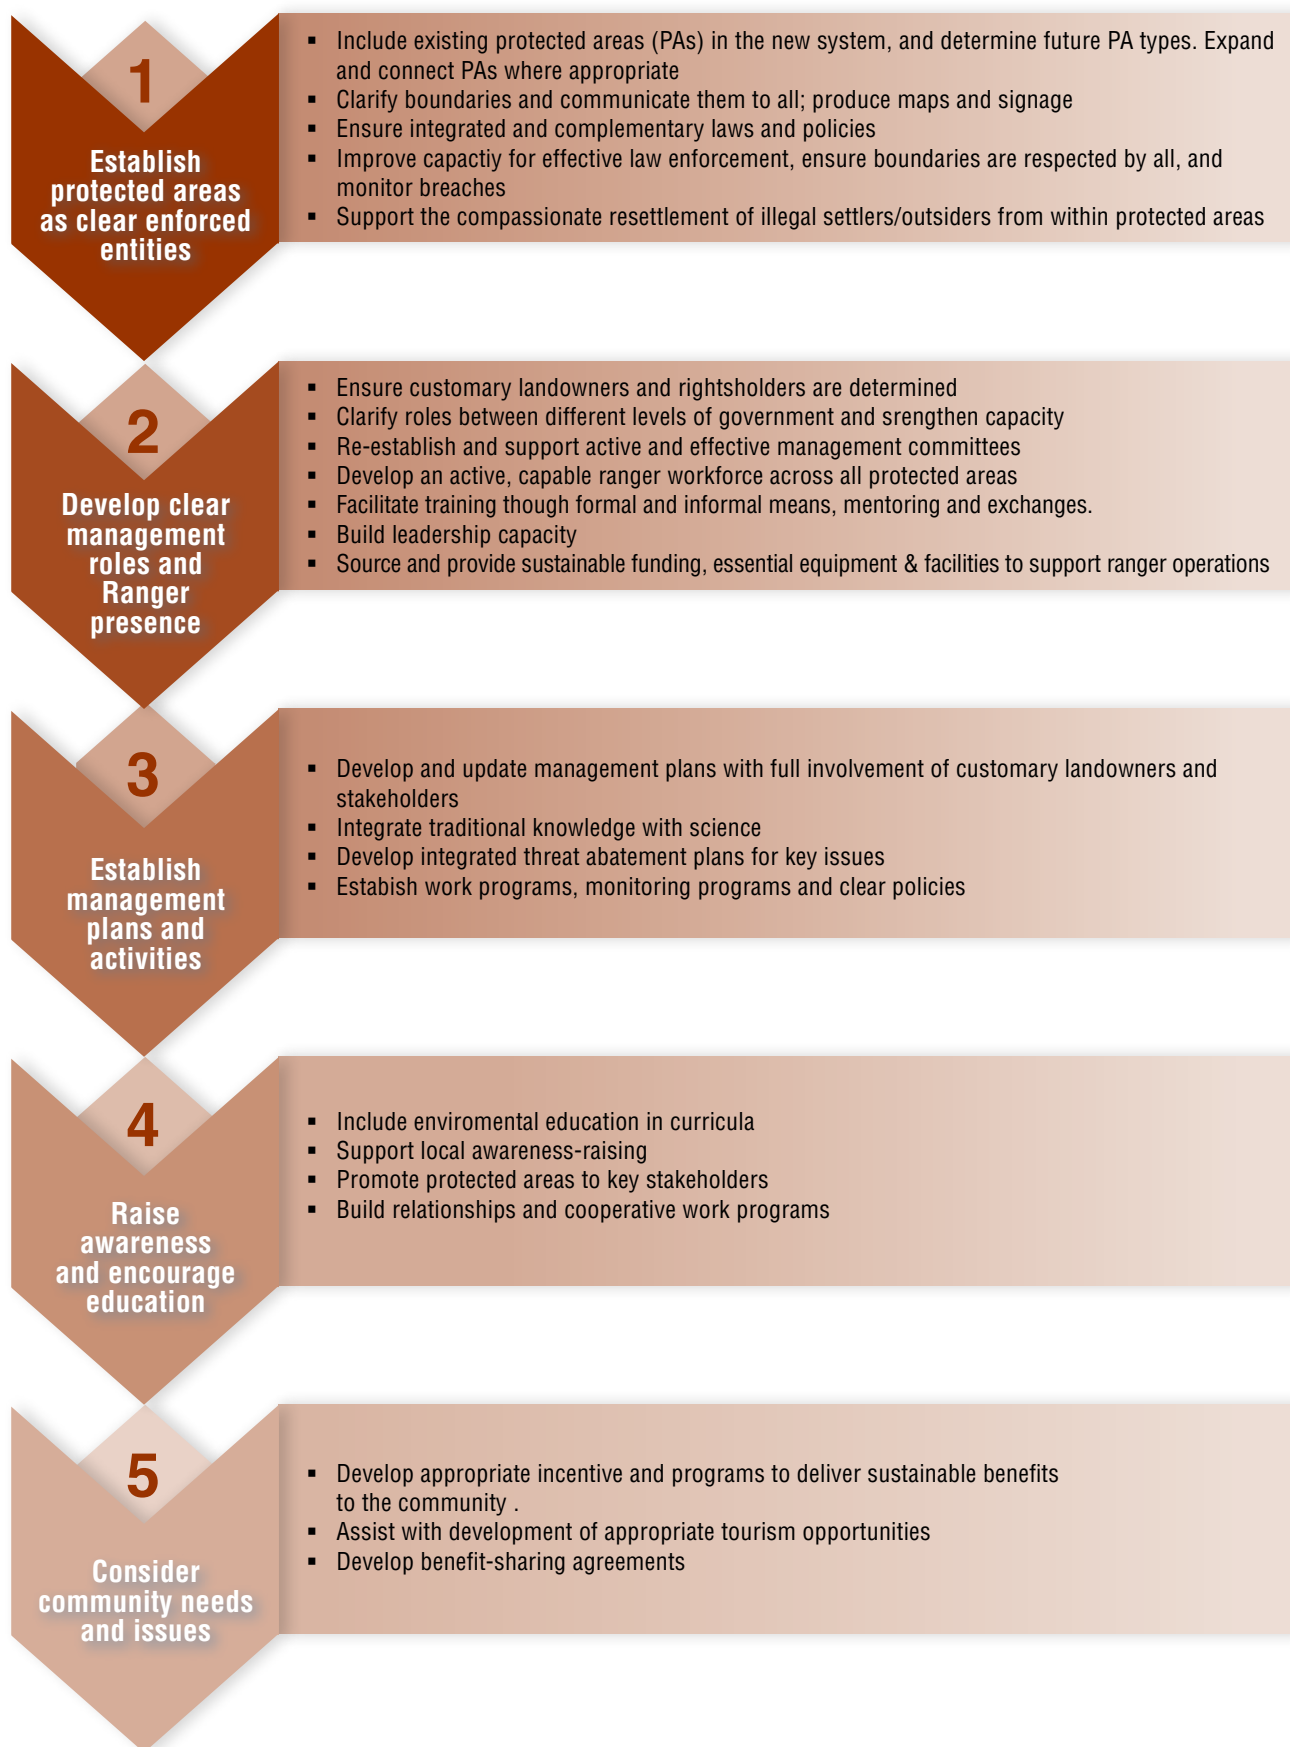 1
Establish
protected areas
as clear enforced
entities
▪ Include existing protected areas (PAs) in the new system, and determine future PA types. Expand
and connect PAs where appropriate
▪ Clarify boundaries and communicate them to all; produce maps and signage
▪ Ensure integrated and complementary laws and policies
▪ Improve capactiy for effective law enforcement, ensure boundaries are respected by all, and
monitor breaches
▪ Support the compassionate resettlement of illegal settlers/outsiders from within protected areas
2
Develop clear
management
roles and
Ranger
presence
▪ Ensure customary landowners and rightsholders are determined
▪ Clarify roles between different levels of government and srengthen capacity
▪ Re-establish and support active and effective management committees
▪ Develop an active, capable ranger workforce across all protected areas
▪ Facilitate training though formal and informal means, mentoring and exchanges.
▪ Build leadership capacity
▪ Source and provide sustainable funding, essential equipment & facilities to support ranger operations
3
Establish
management
plans and
activities
▪ Develop and update management plans with full involvement of customary landowners and
stakeholders
▪ Integrate traditional knowledge with science
▪ Develop integrated threat abatement plans for key issues
▪ Estabish work programs, monitoring programs and clear policies
4
Raise
awareness
and encourage
education
▪ Include enviromental education in curricula
▪ Support local awareness-raising
▪ Promote protected areas to key stakeholders
▪ Build relationships and cooperative work programs
5
Consider
community needs
and issues
▪ Develop appropriate incentive and programs to deliver sustainable benefits
to the community .
▪ Assist with development of appropriate tourism opportunities
▪ Develop benefit-sharing agreements